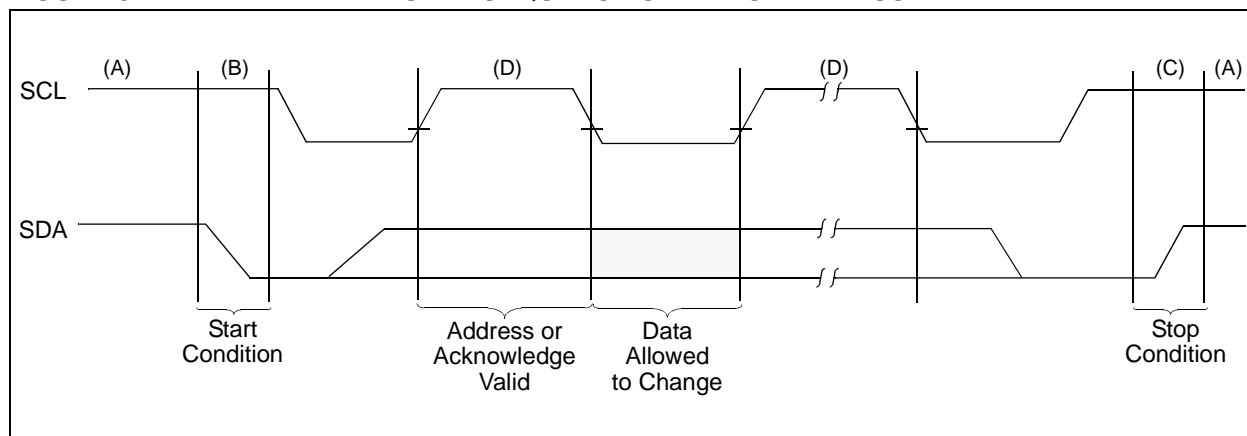 (A) (B) (D) (D) (C) (A)
SCL
SDA
Start
Condition
Address or
Acknowledge
Valid
Data
Allowed
to Change
Stop
Condition